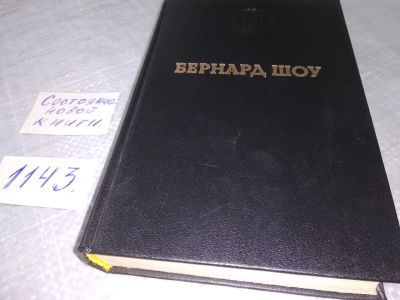 БЕРНАРД ШОУ
Состояние
новой
книги.
1143.